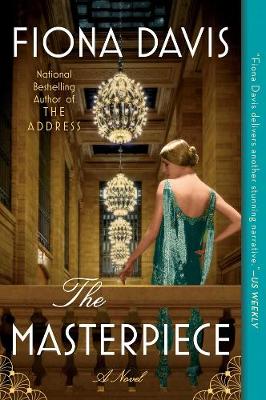 FIONA DAVIS
National
Bestselling
Author of
THE
ADDRESS
The
MASTERPIECE
A Novel
"Fiona Davis delivers another stunning narrative."—US WEEKLY